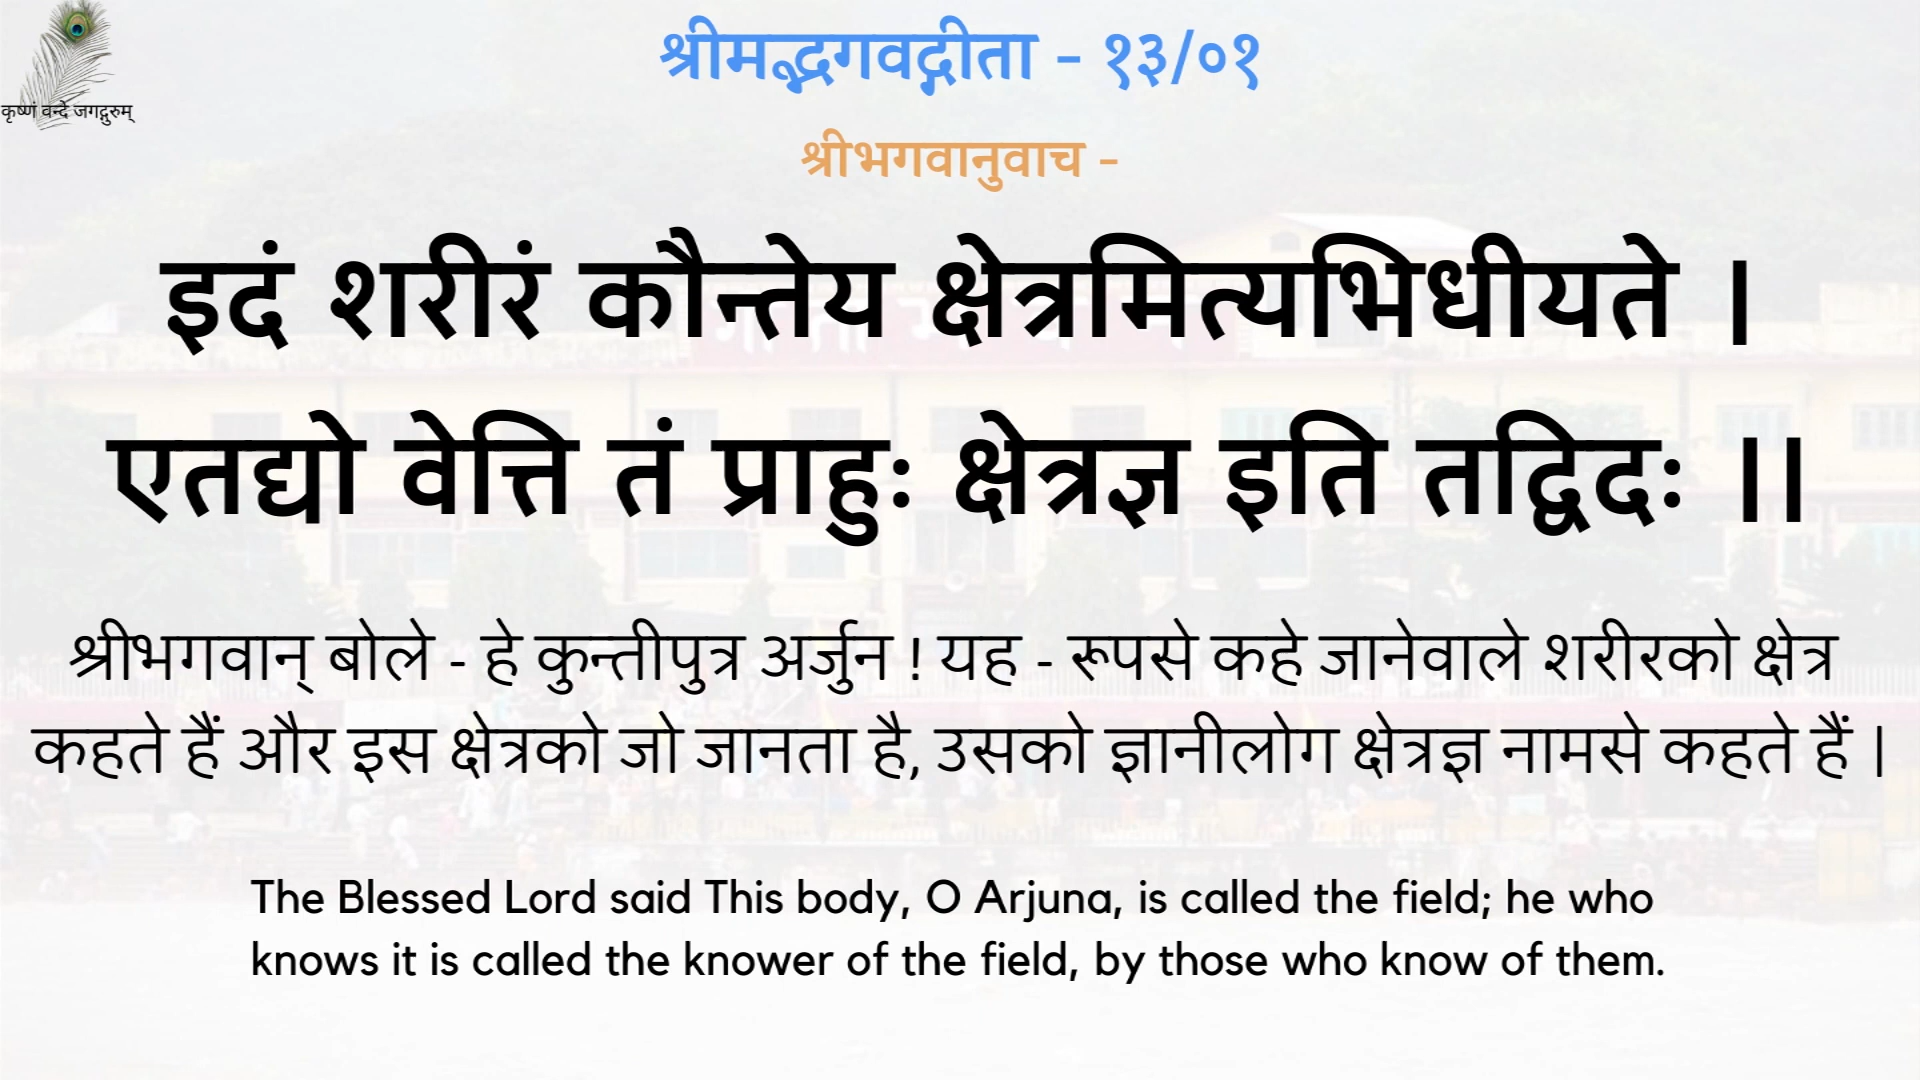 कृष्णं वन्दे जगद्गुरुम्
श्रीमद्भगवद्गीता - १३/०१
श्रीभगवानुवाच -
इदं शरीरं कौन्तेय क्षेत्रमित्यभिधीयते |
एतद्यो वेत्ति तं प्राहुः क्षेत्रज्ञ इति तद्विदः ||
श्रीभगवान् बोले - हे कुन्तीपुत्र अर्जुन ! यह - रूपसे कहे जानेवाले शरीरको क्षेत्र
कहते हैं और इस क्षेत्रको जो जानता है, उसको ज्ञानीलोग क्षेत्रज्ञ नामसे कहते हैं |
The Blessed Lord said This body, O Arjuna, is called the field; he who
knows it is called the knower of the field, by those who know of them.